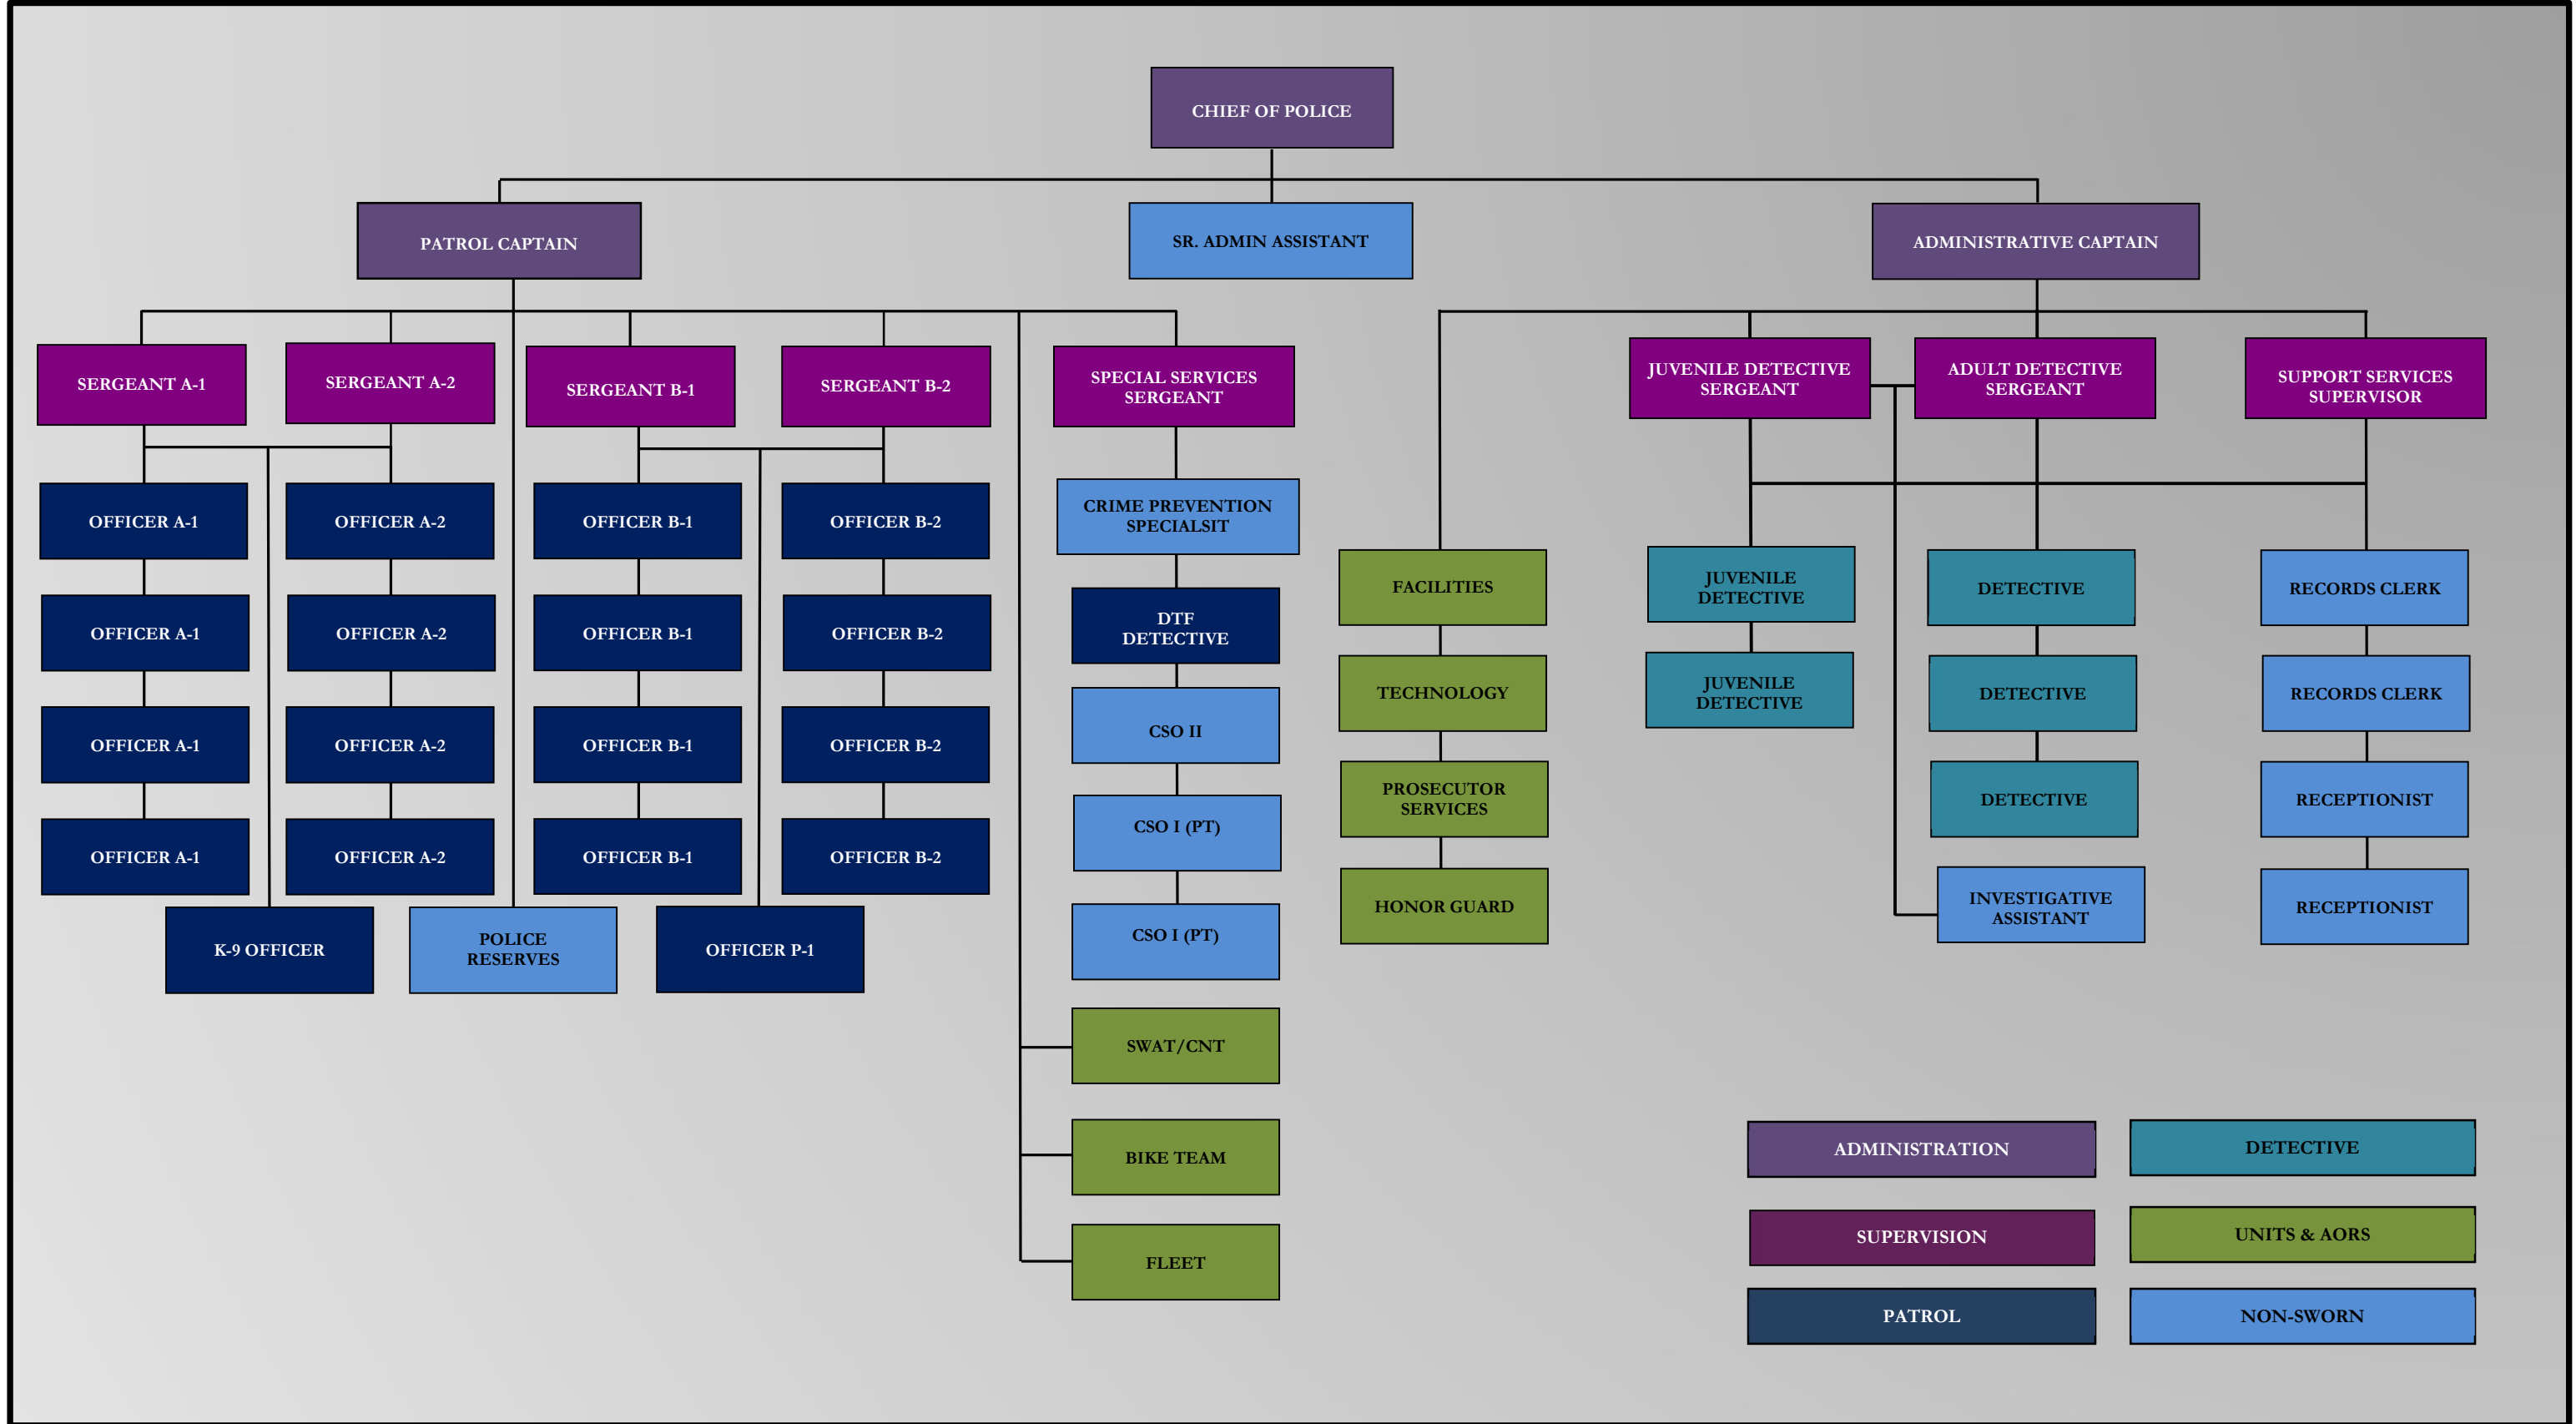 CHIEF OF POLICE
PATROL CAPTAIN
SR. ADMIN ASSISTANT
ADMINISTRATIVE CAPTAIN
SERGEANT A-1
SERGEANT A-2
SERGEANT B-1
SERGEANT B-2
SPECIAL SERVICES
SERGEANT
JUVENILE DETECTIVE
SERGEANT
ADULT DETECTIVE
SERGEANT
SUPPORT SERVICES
SUPERVISOR
OFFICER A-1
OFFICER A-2
OFFICER B-1
OFFICER B-2
CRIME PREVENTION
SPECIALSIT
FACILITIES
JUVENILE
DETECTIVE
DETECTIVE
RECORDS CLERK
OFFICER A-1
OFFICER A-2
OFFICER B-1
OFFICER B-2
DTF
DETECTIVE
TECHNOLOGY
JUVENILE
DETECTIVE
DETECTIVE
RECORDS CLERK
OFFICER A-1
OFFICER A-2
OFFICER B-1
OFFICER B-2
CSO II
PROSECUTOR
SERVICES
DETECTIVE
RECEPTIONIST
OFFICER A-1
OFFICER A-2
OFFICER B-1
OFFICER B-2
CSO I (PT)
HONOR GUARD
INVESTIGATIVE
ASSISTANT
RECEPTIONIST
K-9 OFFICER
POLICE
RESERVES
OFFICER P-1
CSO I (PT)
SWAT/CNT
BIKE TEAM
FLEET
ADMINISTRATION
DETECTIVE
SUPERVISION
UNITS & AORS
PATROL
NON-SWORN